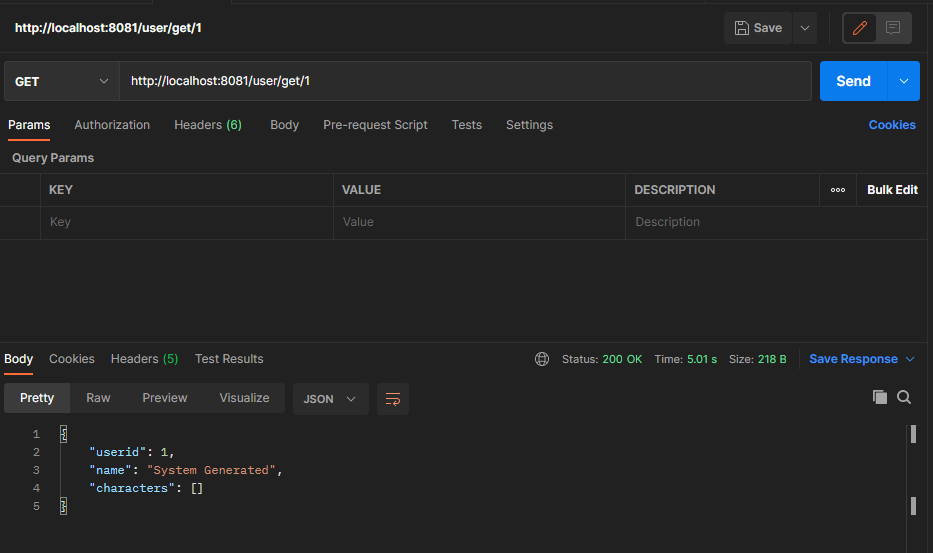 http://localhost:8081/user/get/1 Save
GET http://localhost:8081/user/get/1 Send
Params Authorization Headers (6) Body Pre-request Script Tests Settings Cookies
Query Params
KEY VALUE DESCRIPTION ooo Bulk Edit
Key Value Description
Body Cookies Headers (5) Test Results Status: 200 OK Time: 5.01 s Size: 218 B Save Response
Pretty Raw Preview Visualize JSON
1 {
2 "userid": 1,
3 "name": "System Generated",
4 "characters": []
5 }